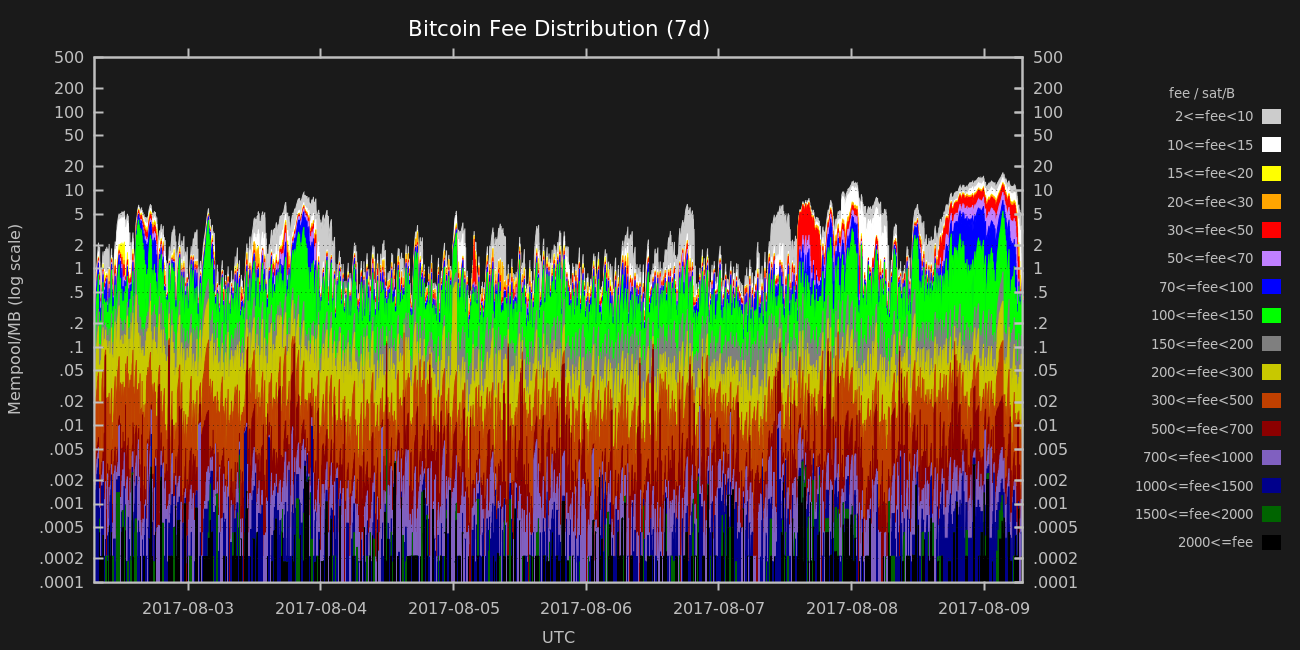 Bitcoin Fee Distribution (7d)
Mempool/MB (log scale)
500
200
100
50
20
10
5
2
1
.5
.2
.1
.05
.02
.01
.005
.002
.001
.0005
.0002
.0001
500
200
100
50
20
10
5
2
1
.5
.2
.1
.05
.02
.01
.005
.002
.001
.0005
.0002
.0001
2017-08-03 2017-08-04 2017-08-05 2017-08-06 2017-08-07 2017-08-08 2017-08-09
UTC
fee / sat/B
2<=fee<10
10<=fee<15
15<=fee<20
20<=fee<30
30<=fee<50
50<=fee<70
70<=fee<100
100<=fee<150
150<=fee<200
200<=fee<300
300<=fee<500
500<=fee<700
700<=fee<1000
1000<=fee<1500
1500<=fee<2000
2000<=fee